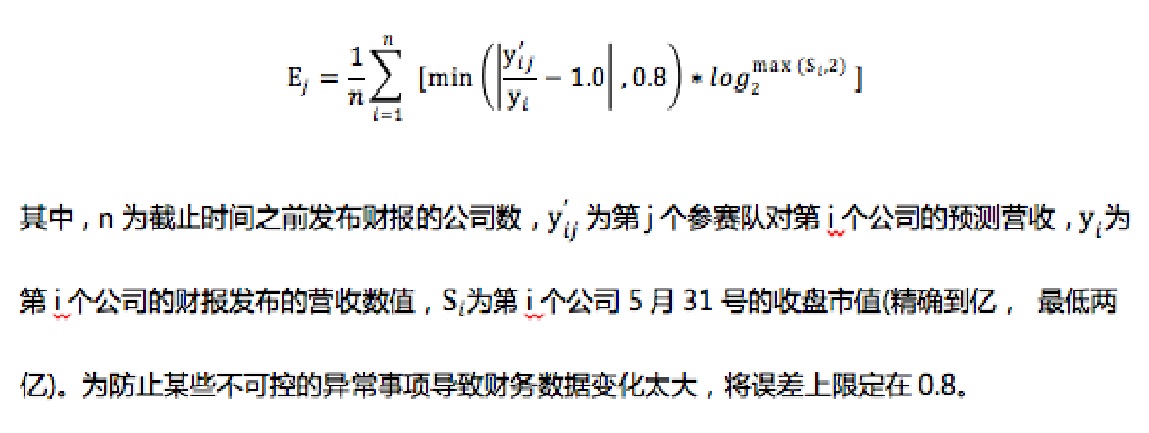 E_j = \frac{1}{n} \sum_{i=1}^{n} [min (|\frac{y'_{ij}}{y_i} - 1.0|, 0.8) * log_2^{max (S_i,2)} ]
其中，n 为截止时间之前发布财报的公司数，y'_{ij} 为第 j 个参赛队对第 i 个公司的预测营收，y_i为
第 i 个公司的财报发布的营收数值，S_i为第 i 个公司 5 月 31 号的收盘市值(精确到亿， 最低两
亿)。为防止某些不可控的异常事项导致财务数据变化太大，将误差上限定在 0.8。